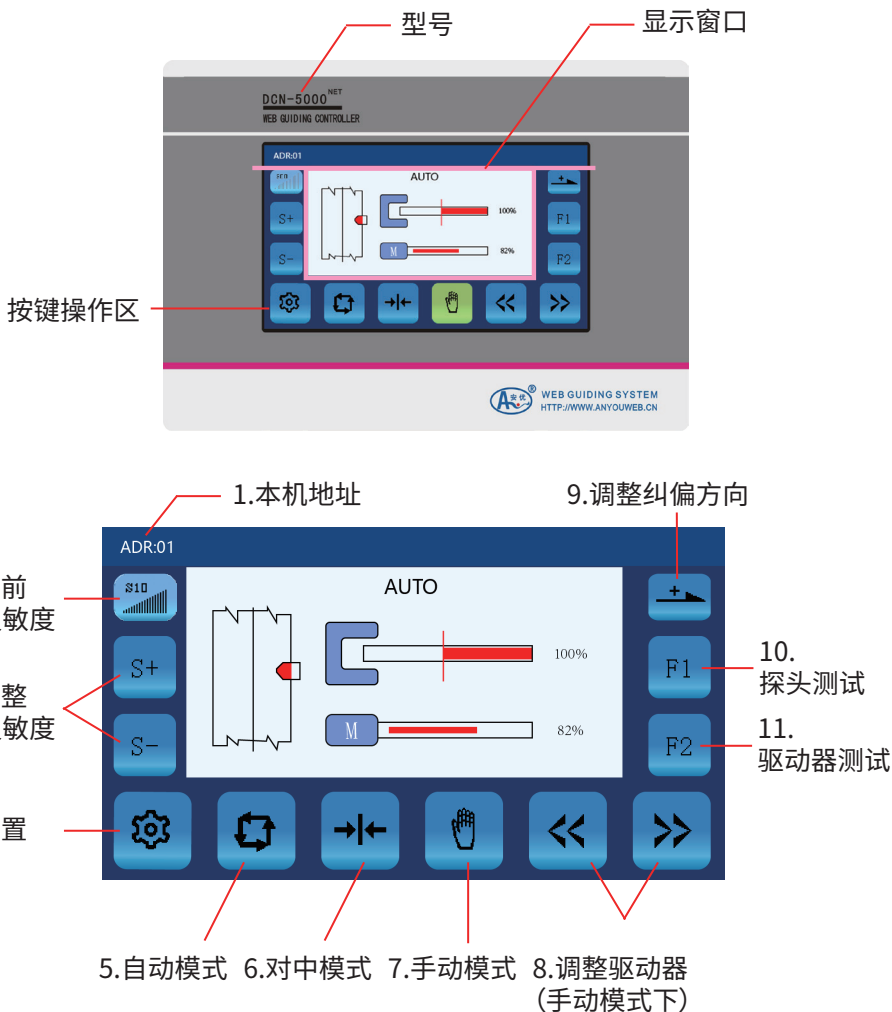 型号
显示窗口
DCN-5000NET
WEB GUIDING CONTROLLER
ADR:01
AUTO
S+
100%
F1
S-
M
82%
F2
按键操作区
安优
®
WEB GUIDING SYSTEM
HTTP://WWW.ANYOUWEB.CN
1.本机地址
9.调整纠偏方向
ADR:01
前
敏度
S10
AUTO
+
S+
100%
F1
10.
探头测试
整
敏度
S-
M
82%
F2
11.
驱动器测试
置
5.自动模式 6.对中模式 7.手动模式 8.调整驱动器
（手动模式下）